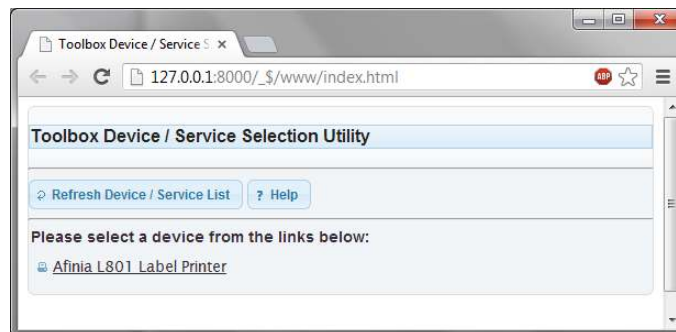 Toolbox Device / Service S
127.0.0.1:8000/_$/www/index.html
ABP
Toolbox Device / Service Selection Utility
Refresh Device / Service List ? Help
Please select a device from the links below:
Afinia L801 Label Printer